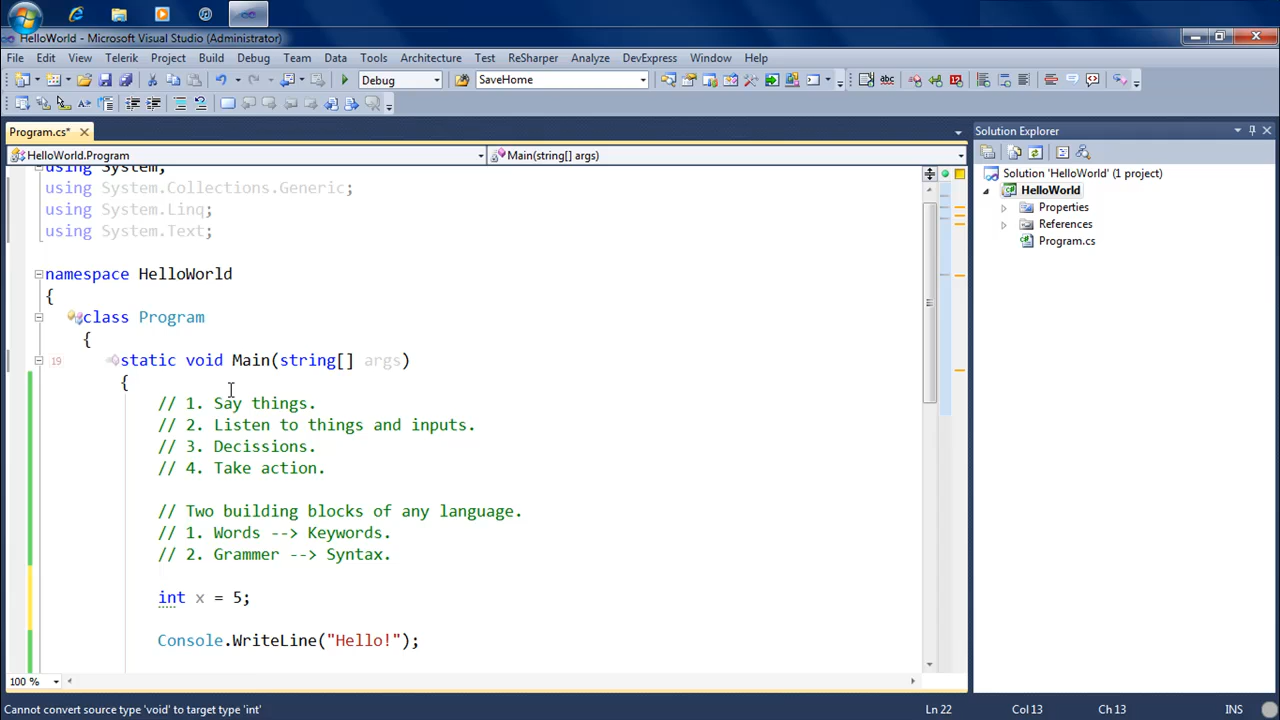 HelloWorld - Microsoft Visual Studio (Administrator)
File Edit View Telerik Project Build Debug Team Data Tools Architecture Test ReSharper Analyze DevExpress Window Help
Debug SaveHome
Program.cs*
HelloWorld.Program Main(string[] args)
using System;
using System.Collections.Generic;
using System.Linq;
using System.Text;
namespace HelloWorld
{
class Program
{
19 static void Main(string[] args)
{
// 1. Say things.
// 2. Listen to things and inputs.
// 3. Decissions.
// 4. Take action.
// Two building blocks of any language.
// 1. Words --> Keywords.
// 2. Grammer --> Syntax.
int x = 5;
Console.WriteLine("Hello!");
100 %
Solution Explorer
Solution 'HelloWorld' (1 project)
HelloWorld
Properties
References
Program.cs
Cannot convert source type 'void' to target type 'int' Ln 22 Col 13 Ch 13 INS